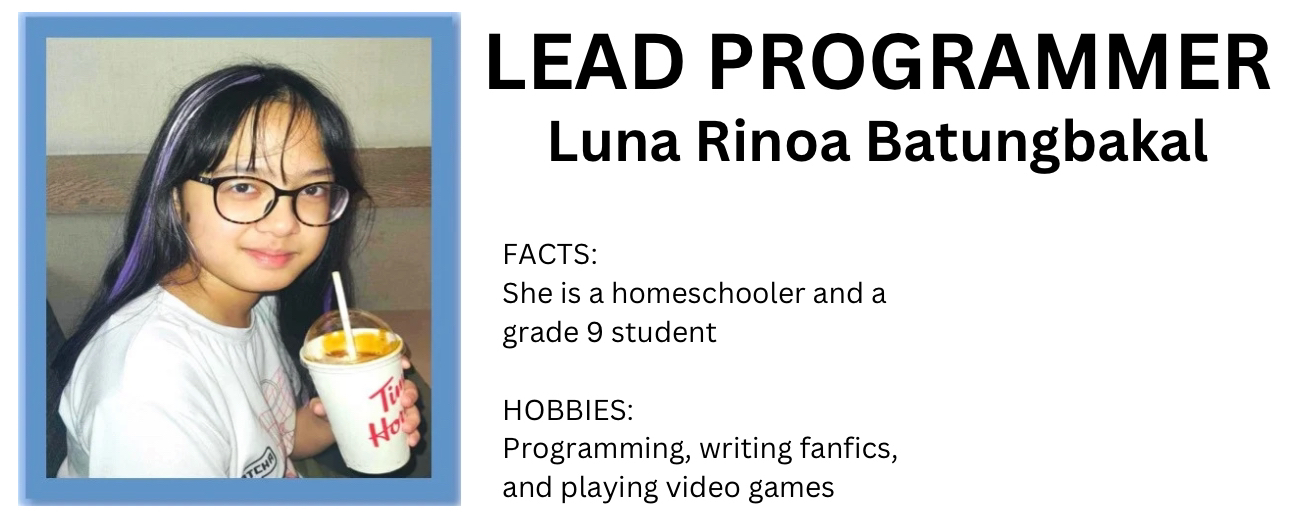 LEAD PROGRAMMER
Luna Rinoa Batungbakal
FACTS:
She is a homeschooler and a
grade 9 student
HOBBIES:
Programming, writing fanfics,
and playing video games
Tim